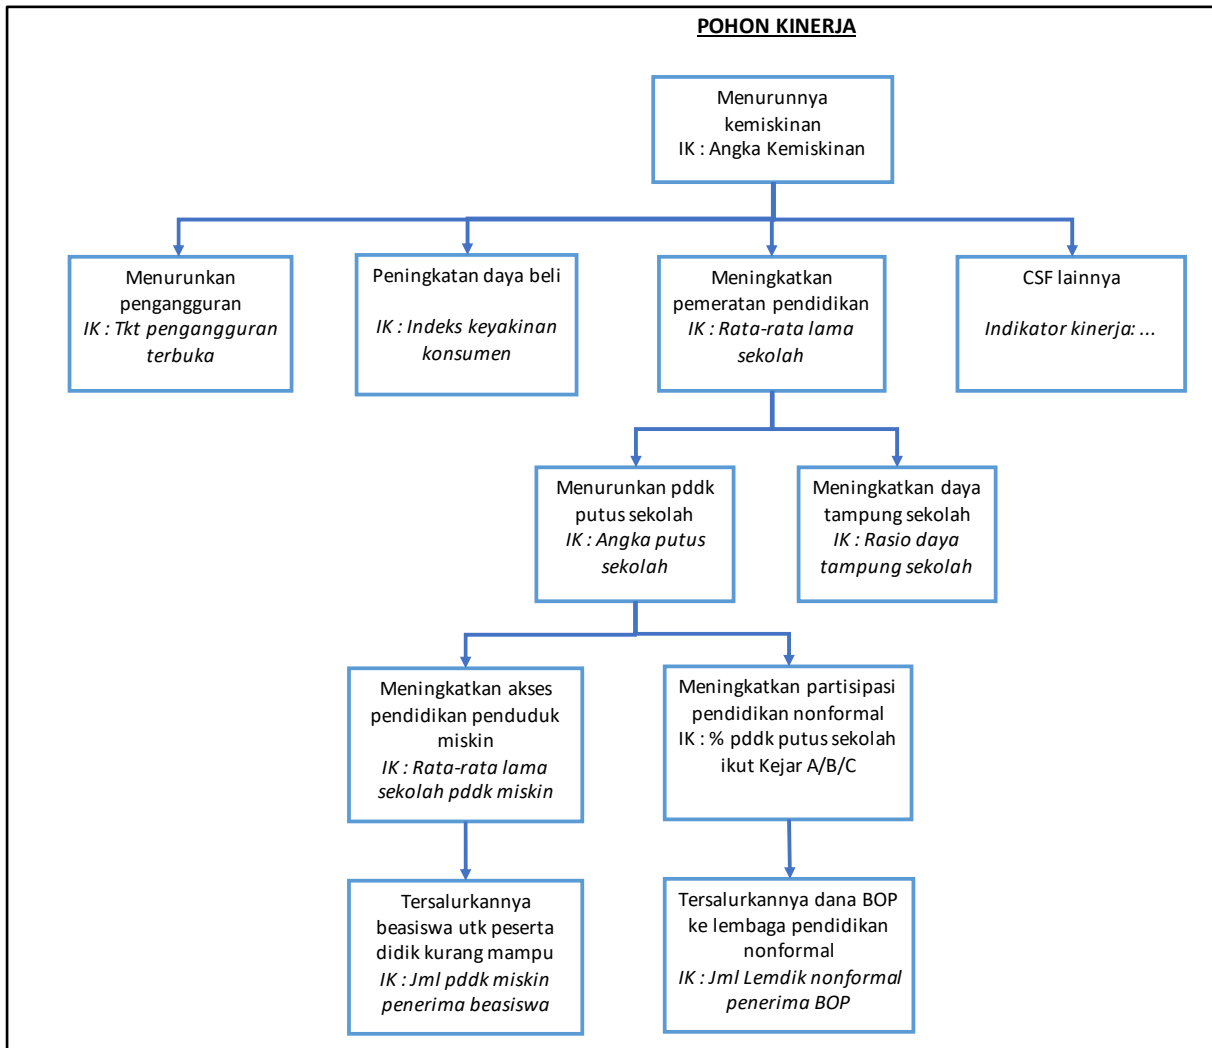 POHON KINERJA
Menurunnya
kemiskinan
IK : Angka Kemiskinan
Menurunkan
pengangguran
IK : Tkt pengangguran
terbuka
Peningkatan daya beli
IK : Indeks keyakinan
konsumen
Meningkatkan
pemeratan pendidikan
IK : Rata-rata lama
sekolah
CSF lainnya
Indikator kinerja: ...
Menurunkan pddk
putus sekolah
IK : Angka putus
sekolah
Meningkatkan daya
tampung sekolah
IK : Rasio daya
tampung sekolah
Meningkatkan akses
pendidikan penduduk
miskin
IK : Rata-rata lama
sekolah pddk miskin
Meningkatkan partisipasi
pendidikan nonformal
IK : % pddk putus sekolah
ikut Kejar A/B/C
Tersalurkannya
beasiswa utk peserta
didik kurang mampu
IK : Jml pddk miskin
penerima beasiswa
Tersalurkannya dana BOP
ke lembaga pendidikan
nonformal
IK : Jml Lemdik nonformal
penerima BOP